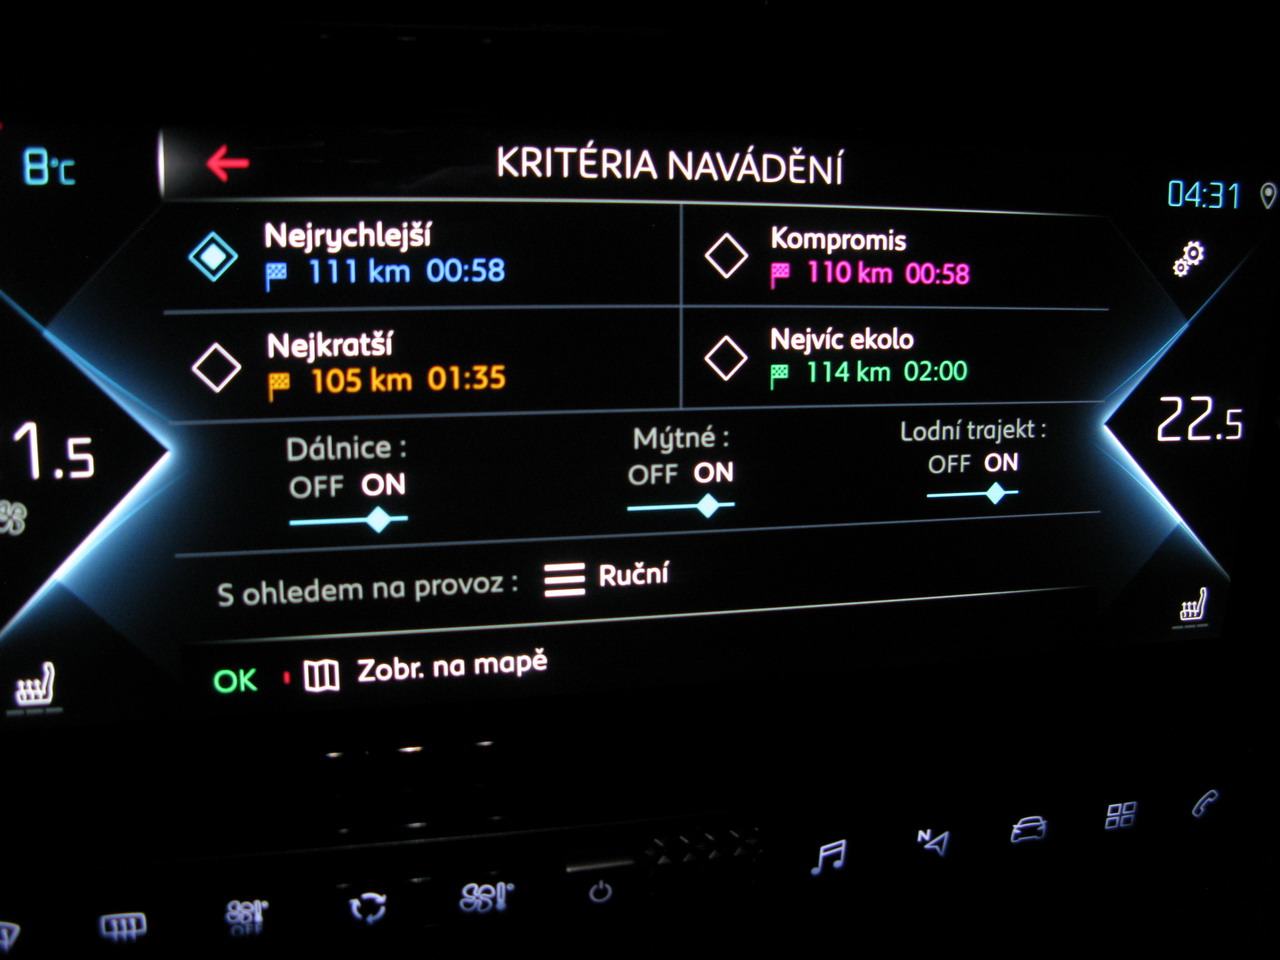 8°C
KRITÉRIA NAVÁDĚNÍ
04:31
Nejrychlejší
111 km 00:58
Kompromis
110 km 00:58
Nejkratší
105 km 01:35
Nejvíc ekolo
114 km 02:00
1.5
22.5
Dálnice :
OFF ON
Mýtné :
OFF ON
Lodní trajekt :
OFF ON
S ohledem na provoz :
Ruční
OK
Zobr. na mapě
N
OFF